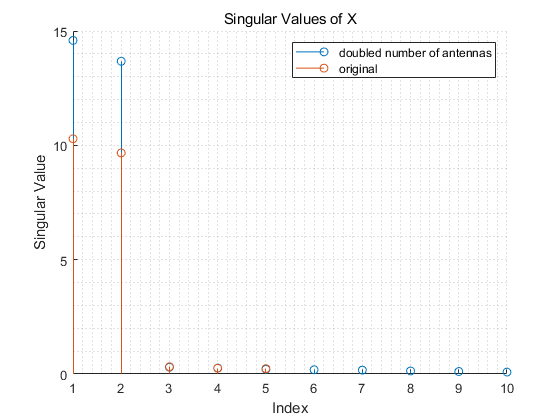 Singular Values of X
15
10
5
0
Singular Value
doubled number of antennas
original
1 2 3 4 5 6 7 8 9 10
Index